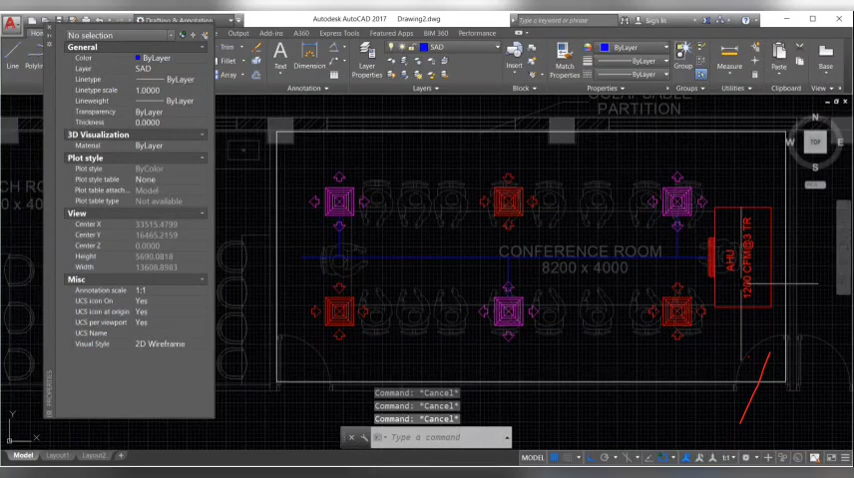 Autodesk AutoCAD 2017 Drawing2.dwg
Type a keyword or phrase
Sign In
Drafting & Annotation
Output
Add-ins
A360
Express Tools
Featured Apps
BIM 360
Performance
Line
Trim
Fillet
Array
Text
Dimension
Layer
Properties
SAD
Insert
Match
Properties
ByLayer
ByLayer
ByLayer
Group
Measure
Paste
Base
Annotation
Layers
Block
Properties
Groups
Utilities
Clipboard
View
No selection
General
Color ByLayer
Layer SAD
Linetype ByLayer
Linetype scale 1.0000
Lineweight ByLayer
Transparency ByLayer
Thickness 0.0000
3D Visualization
Material ByLayer
Plot style
Plot style ByColor
Plot style table None
Plot table attach... Model
Plot table type Not available
View
Center X 33515.4799
Center Y 16465.2159
Center Z 0.0000
Height 5690.0818
Width 13608.8983
Misc
Annotation scale 1:1
UCS icon On Yes
UCS icon at origin Yes
UCS per viewport Yes
UCS Name
Visual Style 2D Wireframe
PROPERTIES
PARTITION
N
W TOP E
S
CONFERENCE ROOM
8200 x 4000
AHU
1200 CFM@3 TR
Command: *Cancel*
Command: *Cancel*
Command: *Cancel*
Type a command
Y
X
Model Layout1 Layout2 +
MODEL
1:1